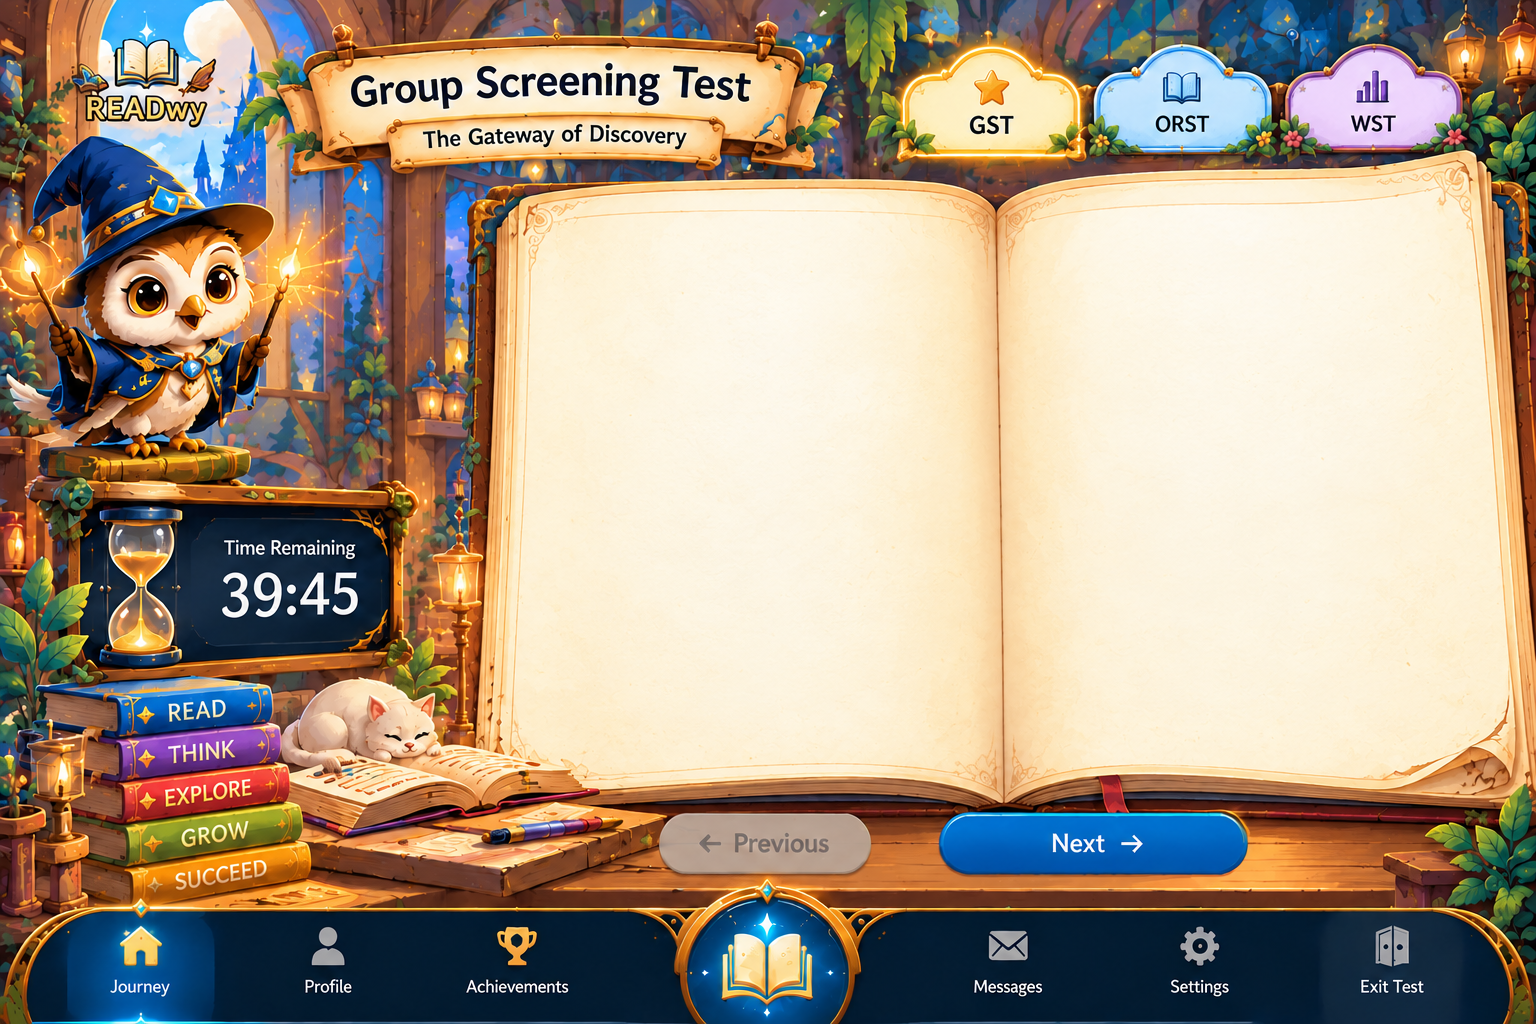 READwy
Group Screening Test
The Gateway of Discovery
GST
ORST
WST
Time Remaining
39:45
READ
THINK
EXPLORE
GROW
SUCCEED
← Previous
Next →
Journey
Profile
Achievements
Messages
Settings
Exit Test